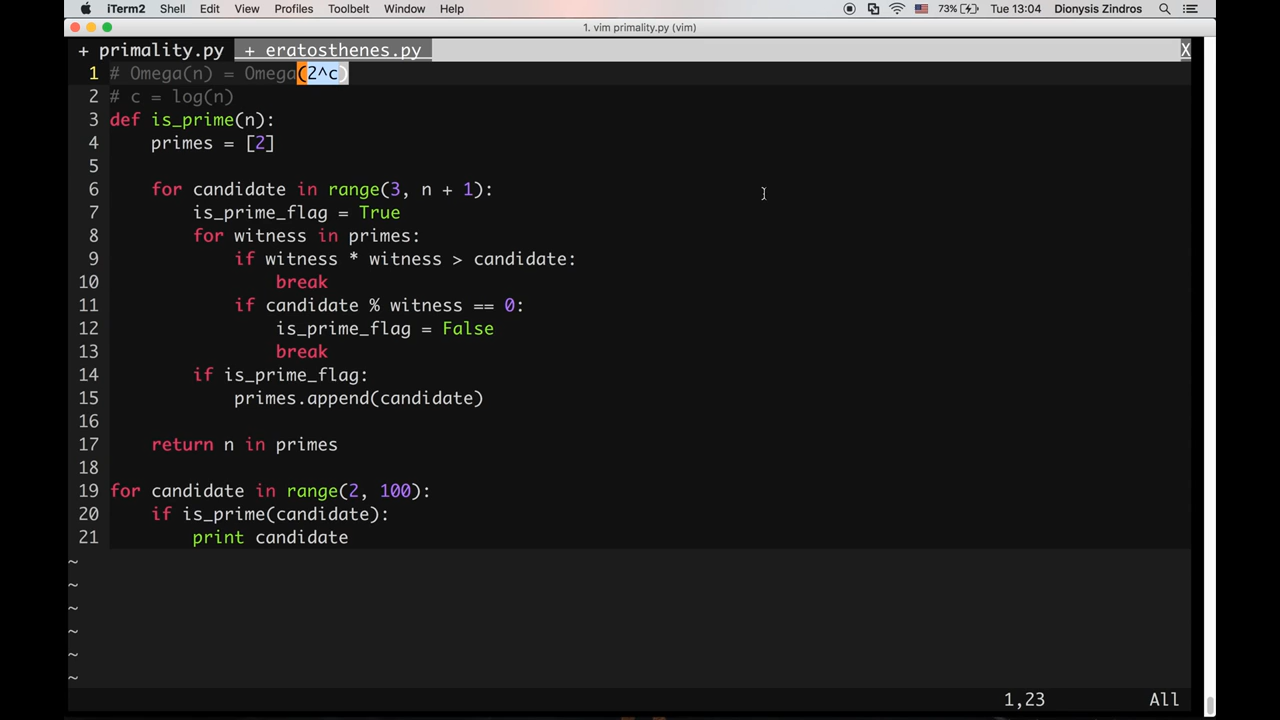 iTerm2 Shell Edit View Profiles Toolbelt Window Help 73% Tue 13:04 Dionysis Zindros
1. vim primality.py (vim)
+ primality.py + eratosthenes.py X
1 # Omega(n) = Omega(2^c)
2 # c = log(n)
3 def is_prime(n):
4 primes = [2]
5
6 for candidate in range(3, n + 1):
7 is_prime_flag = True
8 for witness in primes:
9 if witness * witness > candidate:
10 break
11 if candidate % witness == 0:
12 is_prime_flag = False
13 break
14 if is_prime_flag:
15 primes.append(candidate)
16
17 return n in primes
18
19 for candidate in range(2, 100):
20 if is_prime(candidate):
21 print candidate
~
~
~
~
~
~
1,23 All